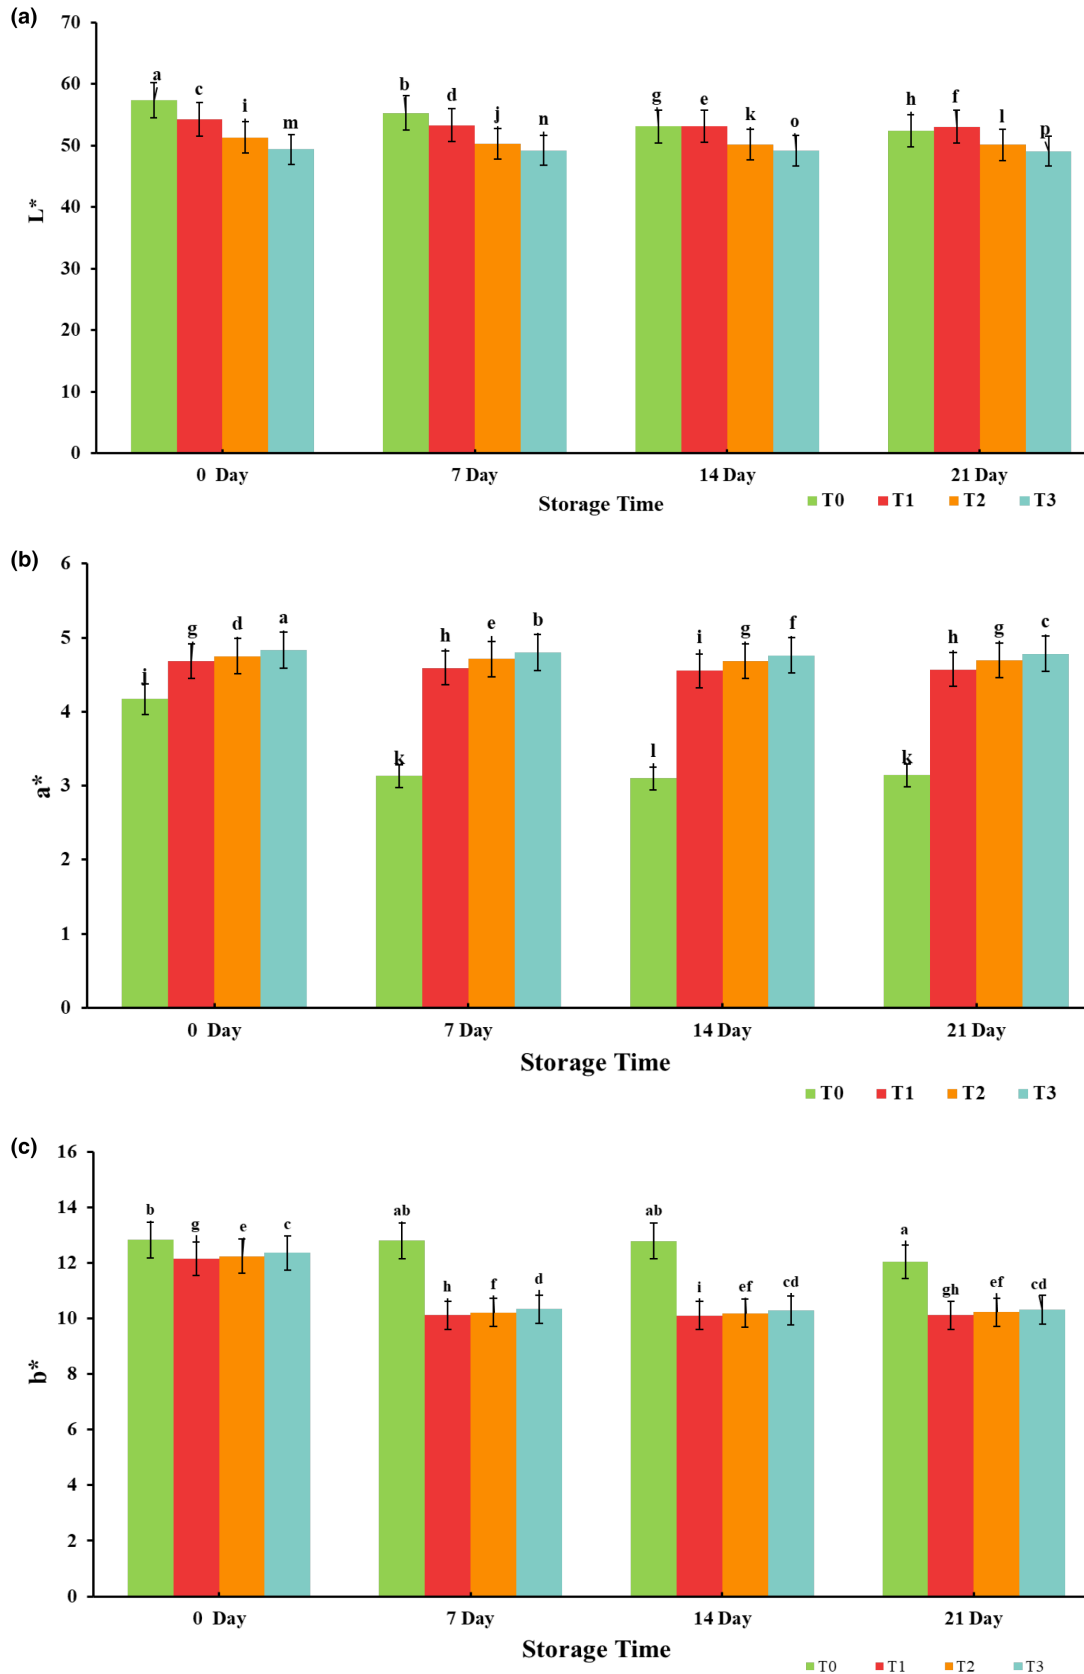 (a)
70
60
50
40
30
20
10
0
L*
a c i m b d j n g e k o h f l p
0 Day 7 Day 14 Day 21 Day
Storage Time
T0 T1 T2 T3
(b)
6
5
4
3
2
1
0
a*
j g d a k h e b l i g f k h g c
0 Day 7 Day 14 Day 21 Day
Storage Time
T0 T1 T2 T3
(c)
16
14
12
10
8
6
4
2
0
b*
b g e c ab h f d ab i ef cd a gh ef cd
0 Day 7 Day 14 Day 21 Day
Storage Time
T0 T1 T2 T3